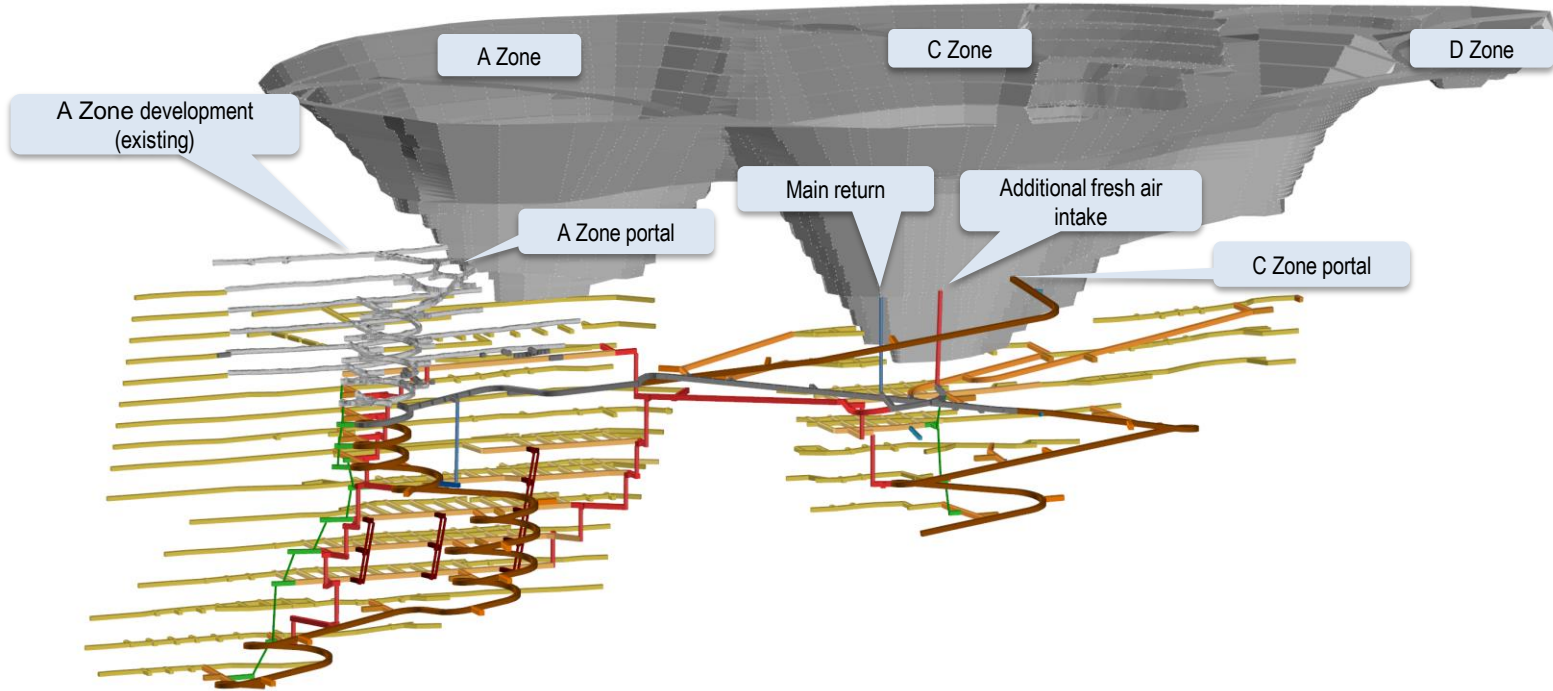 A Zone
C Zone
D Zone
A Zone development
(existing)
Main return
Additional fresh air
intake
A Zone portal
C Zone portal